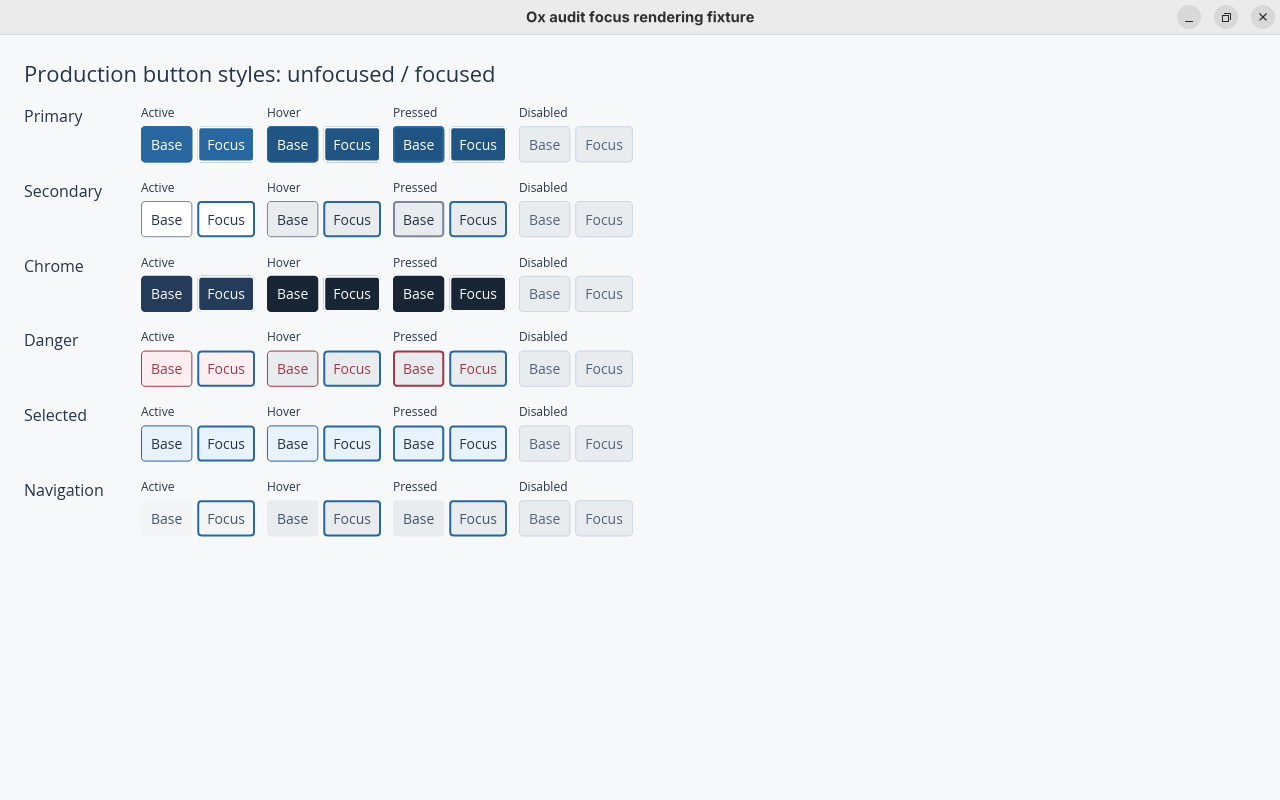 Ox audit focus rendering fixture
Production button styles: unfocused / focused
Primary
Active Hover Pressed Disabled
Base Focus Base Focus Base Focus Base Focus
Secondary
Active Hover Pressed Disabled
Base Focus Base Focus Base Focus Base Focus
Chrome
Active Hover Pressed Disabled
Base Focus Base Focus Base Focus Base Focus
Danger
Active Hover Pressed Disabled
Base Focus Base Focus Base Focus Base Focus
Selected
Active Hover Pressed Disabled
Base Focus Base Focus Base Focus Base Focus
Navigation
Active Hover Pressed Disabled
Base Focus Base Focus Base Focus Base Focus